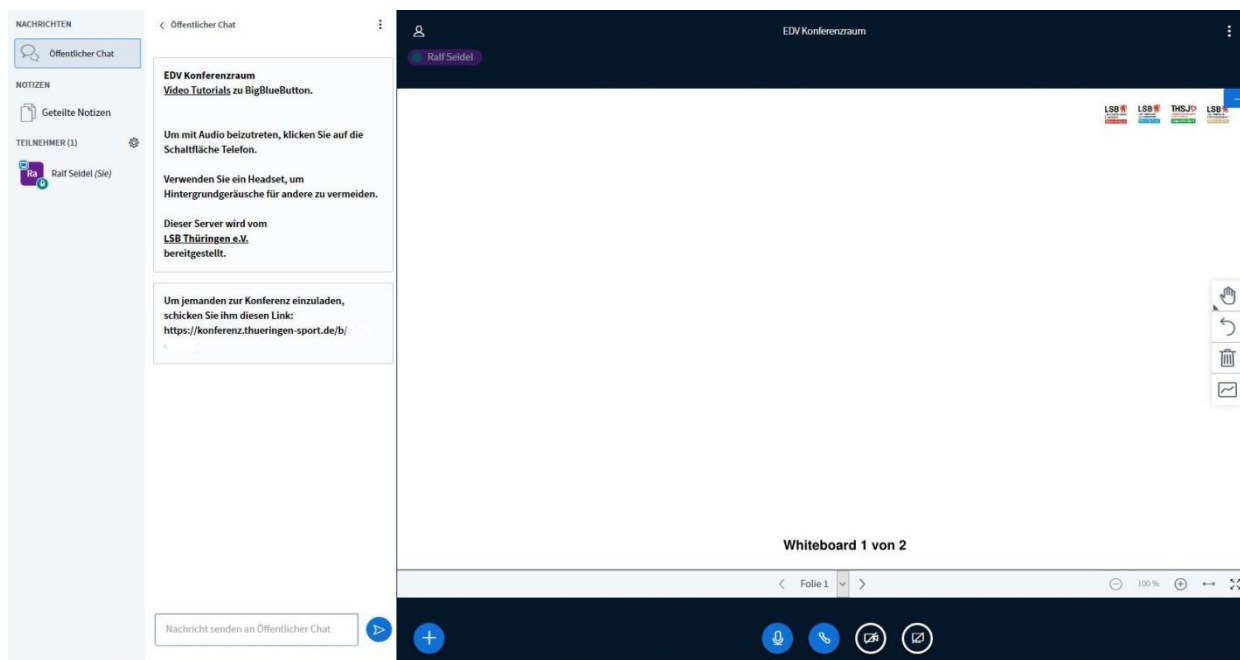 NACHRICHTEN
Öffentlicher Chat
NOTIZEN
Geteilte Notizen
TEILNEHMER (1)
Ra
Ralf Seidel (Sie)
Öffentlicher Chat
EDV Konferenzraum
Video Tutorials zu BigBlueButton.
Um mit Audio beizutreten, klicken Sie auf die
Schaltfläche Telefon.
Verwenden Sie ein Headset, um
Hintergrundgeräusche für andere zu vermeiden.
Dieser Server wird vom
LSB Thüringen e.V.
bereitgestellt.
Um jemanden zur Konferenz einzuladen,
schicken Sie ihm diesen Link:
https://konferenz.thueringen-sport.de/b/
Nachricht senden an Öffentlicher Chat
EDV Konferenzraum
Ralf Seidel
LSB LSB THSJ LSB
Whiteboard 1 von 2
Folie 1
100 %